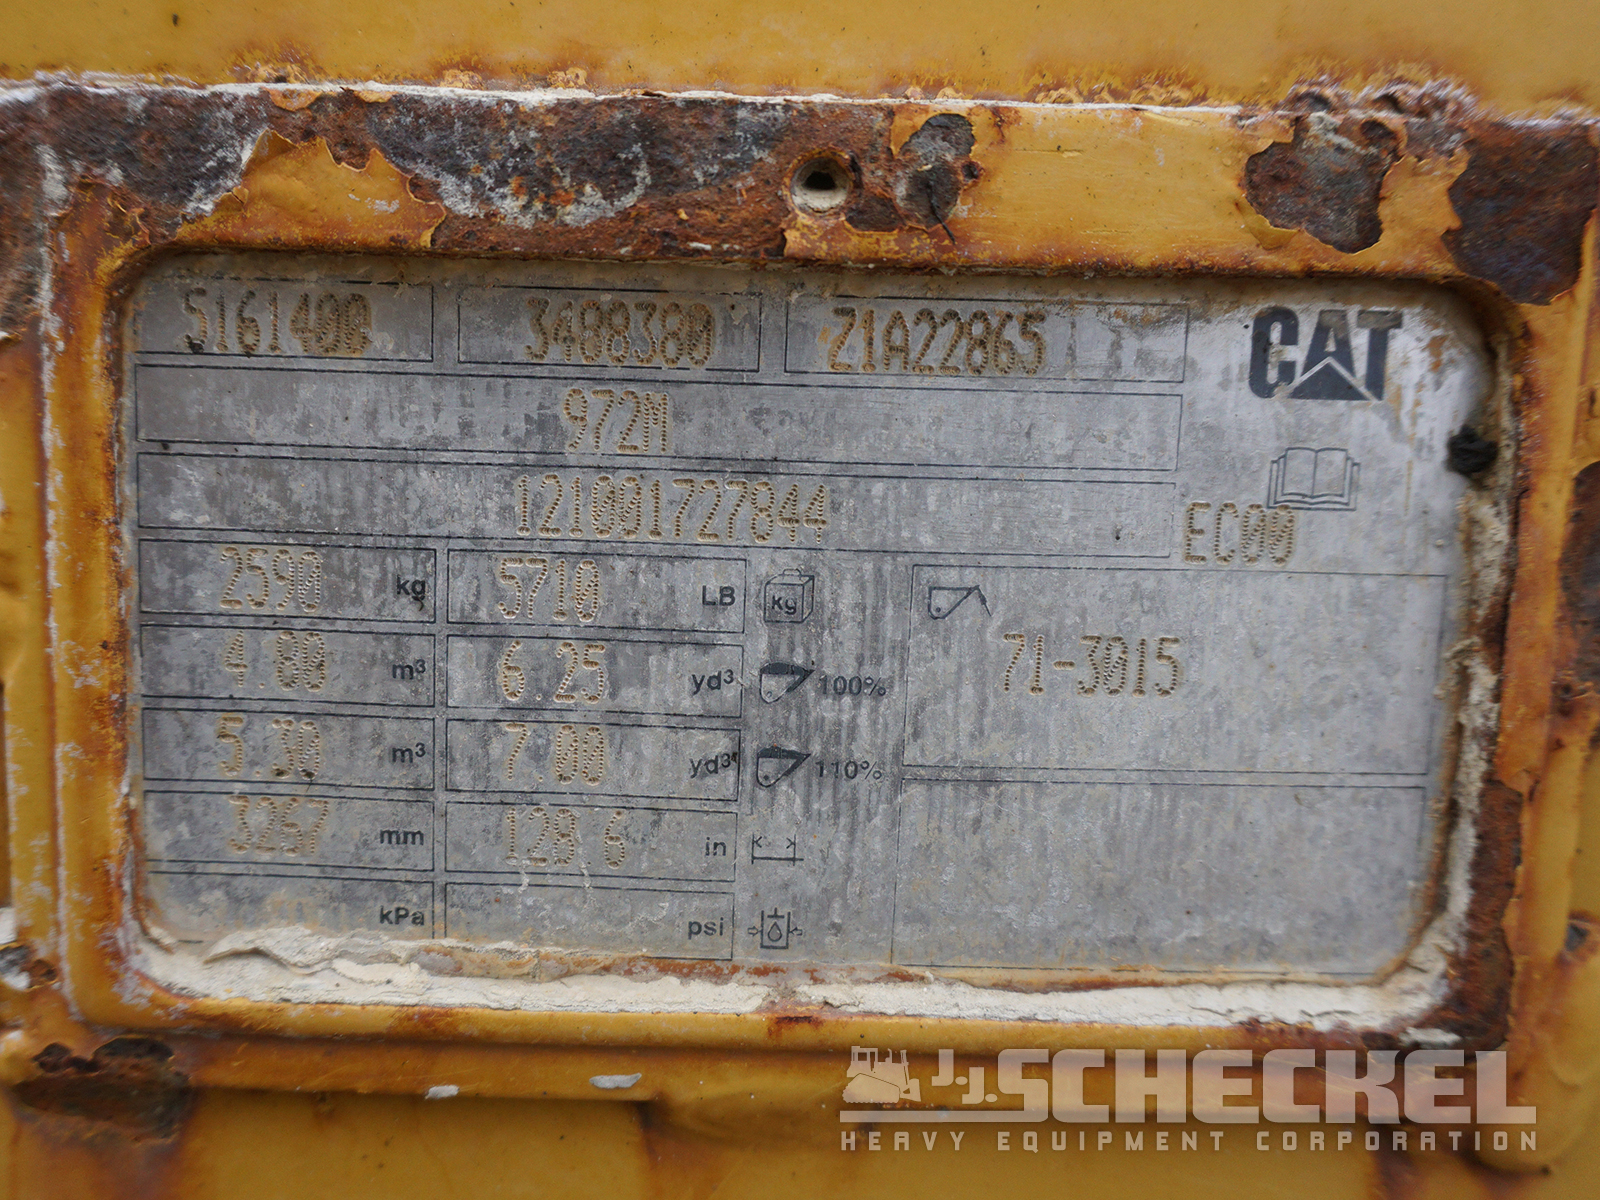 5161400 3488380 Z1A22865 CAT
972M
121001727844
EC00
2590 kg 5710 LB kg
71-3015
4.80 m³ 6.25 yd³ 100%
5.30 m³ 7.00 yd³ 110%
3267 mm 128.6 in
kPa psi
J.J. SCHECKEL
HEAVY EQUIPMENT CORPORATION